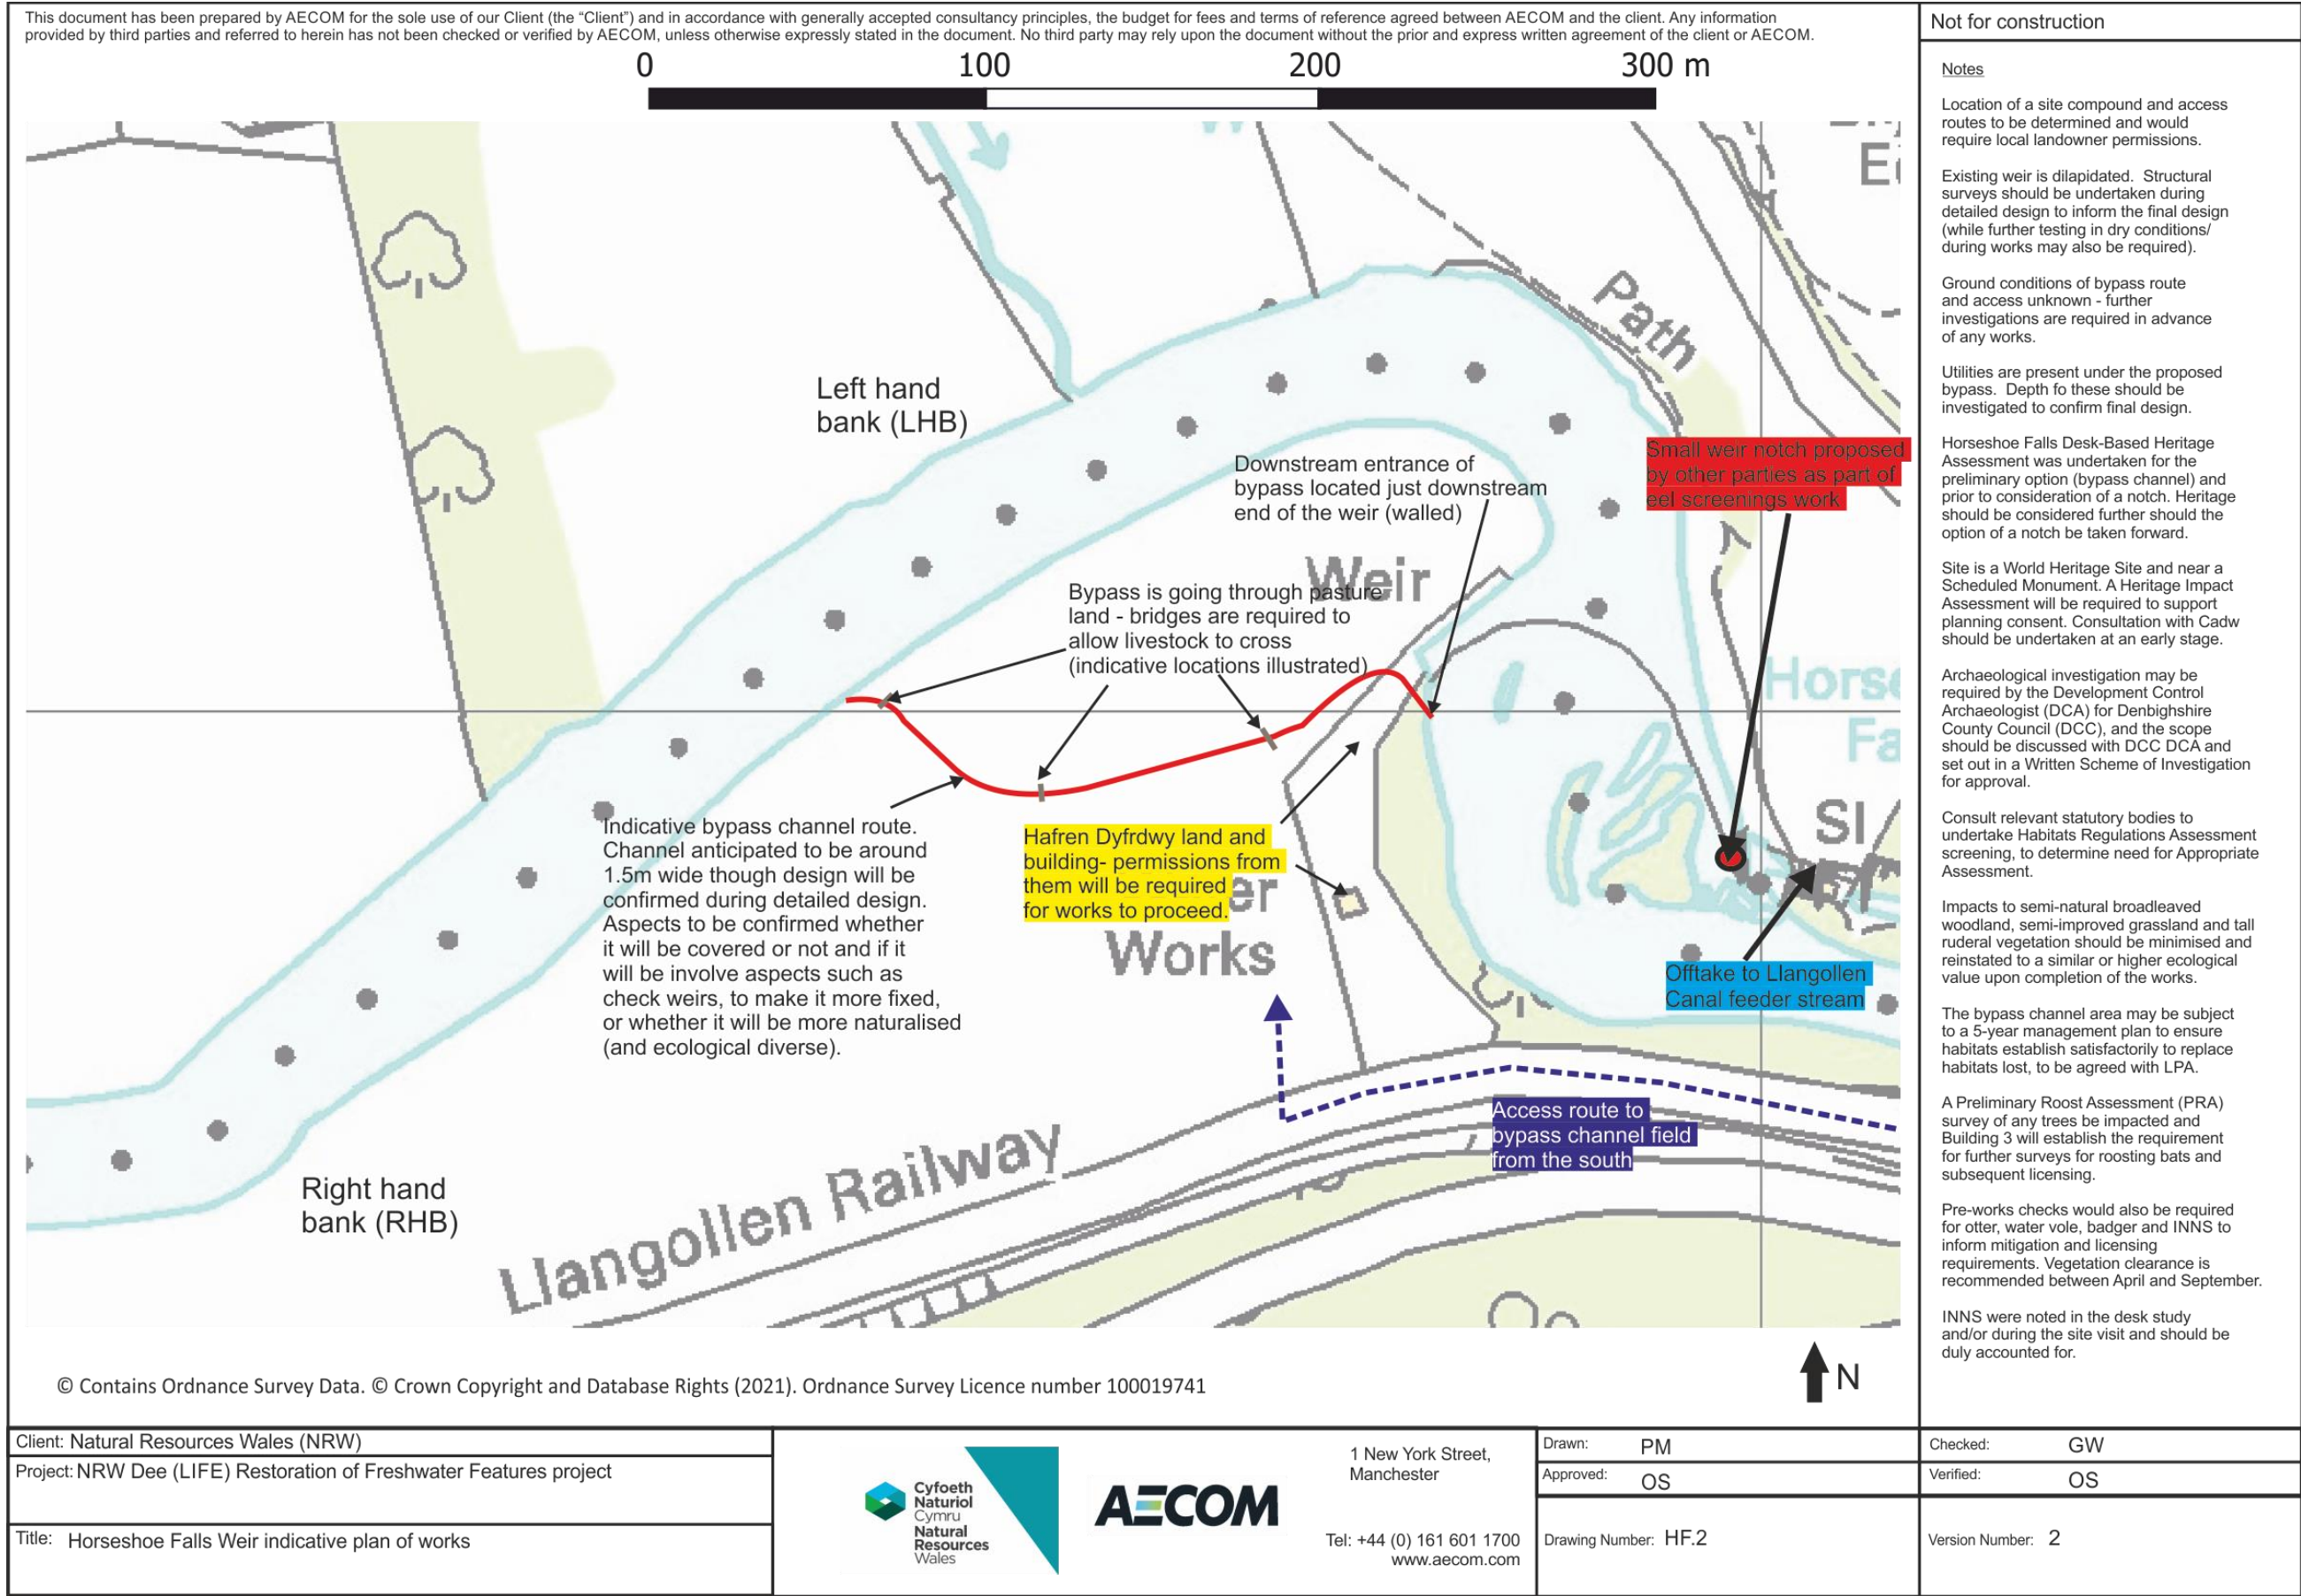 This document has been prepared by AECOM for the sole use of our Client (the “Client”) and in accordance with generally accepted consultancy principles, the budget for fees and terms of reference agreed between AECOM and the client. Any information
provided by third parties and referred to herein has not been checked or verified by AECOM, unless otherwise expressly stated in the document. No third party may rely upon the document without the prior and express written agreement of the client or AECOM.
0 100 200 300 m
Path
Left hand
bank (LHB)
Small weir notch proposed
by other parties as part of
eel screenings work
Downstream entrance of
bypass located just downstream
end of the weir (walled)
Weir
Bypass is going through pasture
land - bridges are required to
allow livestock to cross
(indicative locations illustrated)
Indicative bypass channel route.
Channel anticipated to be around
1.5m wide though design will be
confirmed during detailed design.
Aspects to be confirmed whether
it will be covered or not and if it
will be involve aspects such as
check weirs, to make it more fixed,
or whether it will be more naturalised
(and ecological diverse).
Hafren Dyfrdwy land and
building- permissions from
them will be required
for works to proceed.
er
Works
Horse
Fa
Sl
Offtake to Llangollen
Canal feeder stream
Access route to
bypass channel field
from the south
Right hand
bank (RHB)
Llangollen Railway
N
© Contains Ordnance Survey Data. © Crown Copyright and Database Rights (2021). Ordnance Survey Licence number 100019741
Not for construction
Notes
Location of a site compound and access
routes to be determined and would
require local landowner permissions.
Existing weir is dilapidated. Structural
surveys should be undertaken during
detailed design to inform the final design
(while further testing in dry conditions/
during works may also be required).
Ground conditions of bypass route
and access unknown - further
investigations are required in advance
of any works.
Utilities are present under the proposed
bypass. Depth fo these should be
investigated to confirm final design.
Horseshoe Falls Desk-Based Heritage
Assessment was undertaken for the
preliminary option (bypass channel) and
prior to consideration of a notch. Heritage
should be considered further should the
option of a notch be taken forward.
Site is a World Heritage Site and near a
Scheduled Monument. A Heritage Impact
Assessment will be required to support
planning consent. Consultation with Cadw
should be undertaken at an early stage.
Archaeological investigation may be
required by the Development Control
Archaeologist (DCA) for Denbighshire
County Council (DCC), and the scope
should be discussed with DCC DCA and
set out in a Written Scheme of Investigation
for approval.
Consult relevant statutory bodies to
undertake Habitats Regulations Assessment
screening, to determine need for Appropriate
Assessment.
Impacts to semi-natural broadleaved
woodland, semi-improved grassland and tall
ruderal vegetation should be minimised and
reinstated to a similar or higher ecological
value upon completion of the works.
The bypass channel area may be subject
to a 5-year management plan to ensure
habitats establish satisfactorily to replace
habitats lost, to be agreed with LPA.
A Preliminary Roost Assessment (PRA)
survey of any trees be impacted and
Building 3 will establish the requirement
for further surveys for roosting bats and
subsequent licensing.
Pre-works checks would also be required
for otter, water vole, badger and INNS to
inform mitigation and licensing
requirements. Vegetation clearance is
recommended between April and September.
INNS were noted in the desk study
and/or during the site visit and should be
duly accounted for.
Client: Natural Resources Wales (NRW)
Project: NRW Dee (LIFE) Restoration of Freshwater Features project
Title: Horseshoe Falls Weir indicative plan of works
Cyfoeth
Naturiol
Cymru
Natural
Resources
Wales
AECOM
1 New York Street,
Manchester
Tel: +44 (0) 161 601 1700
www.aecom.com
Drawn: PM
Approved: OS
Drawing Number: HF.2
Checked: GW
Verified: OS
Version Number: 2